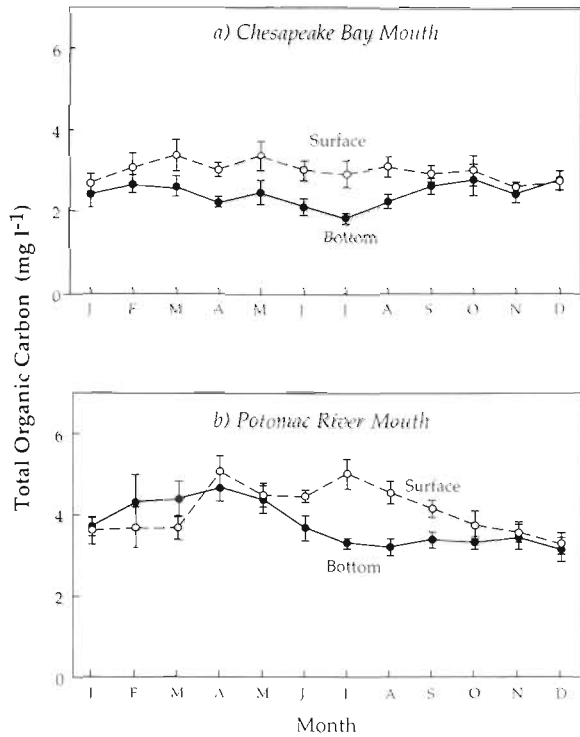 Total Organic Carbon (mg l-1)
a) Chesapeake Bay Mouth
6
4
2
0
Surface
Bottom
J F M A M J J A S O N D
b) Potomac River Mouth
6
4
2
0
Surface
Bottom
J F M A M J J A S O N D
Month